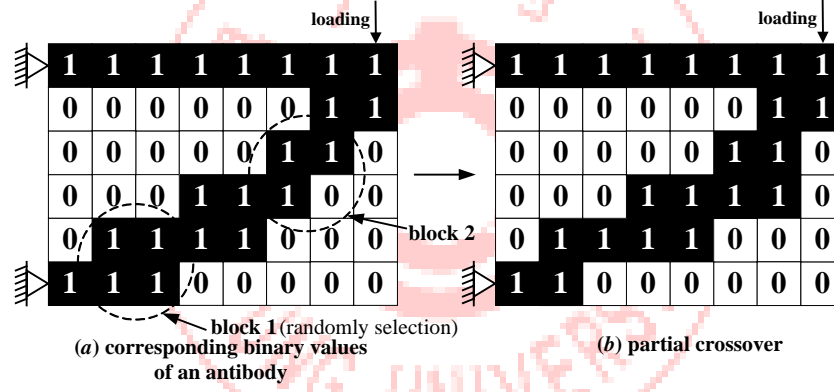 loading
1 1 1 1 1 1 1 1
0 0 0 0 0 0 1 1
0 0 0 0 0 1 1 0
0 0 0 1 1 1 0 0
0 1 1 1 1 0 0 0
1 1 1 0 0 0 0 0
block 2
block 1 (randomly selection)
(a) corresponding binary values
of an antibody
loading
1 1 1 1 1 1 1 1
0 0 0 0 0 0 1 1
0 0 0 0 0 1 1 0
0 0 0 1 1 1 1 0
0 1 1 1 1 0 0 0
1 1 0 0 0 0 0 0
(b) partial crossover